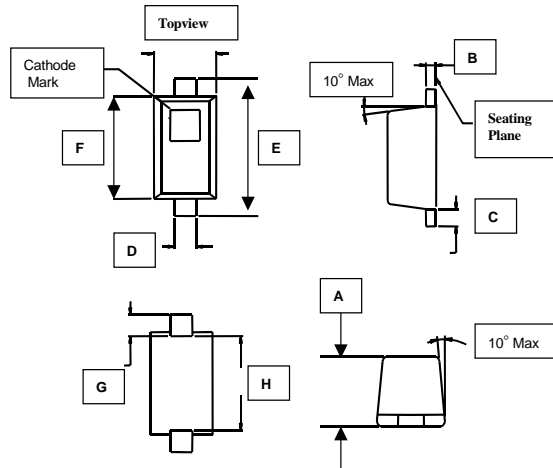 Topview
B
Cathode
Mark
10° Max
F
E
Seating
Plane
C
D
A
10° Max
G
H